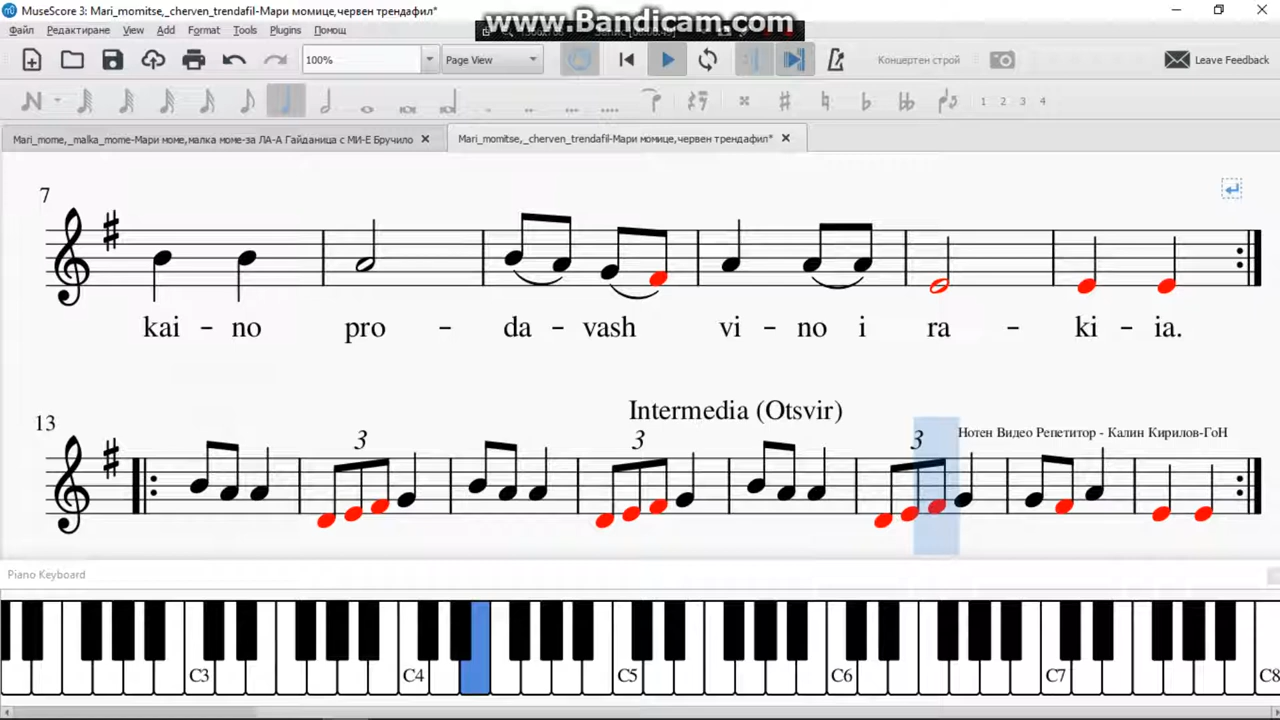 MuseScore 3: Mari_momitse,_cherven_trendafil-Мари момице,червен трендафил*
www.Bandicam.com
Файл Редактиране View Add Format Tools Plugins Помощ
100% Page View Концертен строй Leave Feedback
1 2 3 4
Mari_mome,_malka_mome-Мари моме,малка моме-за ЛА-А Гайданица с МИ-Е Бручило Mari_momitse,_cherven_trendafil-Мари момице,червен трендафил*
7
kai - no pro - da - vash vi - no i ra - ki - ia.
Intermedia (Otsvir)
13 3 3 3 Нотен Видео Репетитор - Калин Кирилов-ГоН
Piano Keyboard
C3 C4 C5 C6 C7 C8